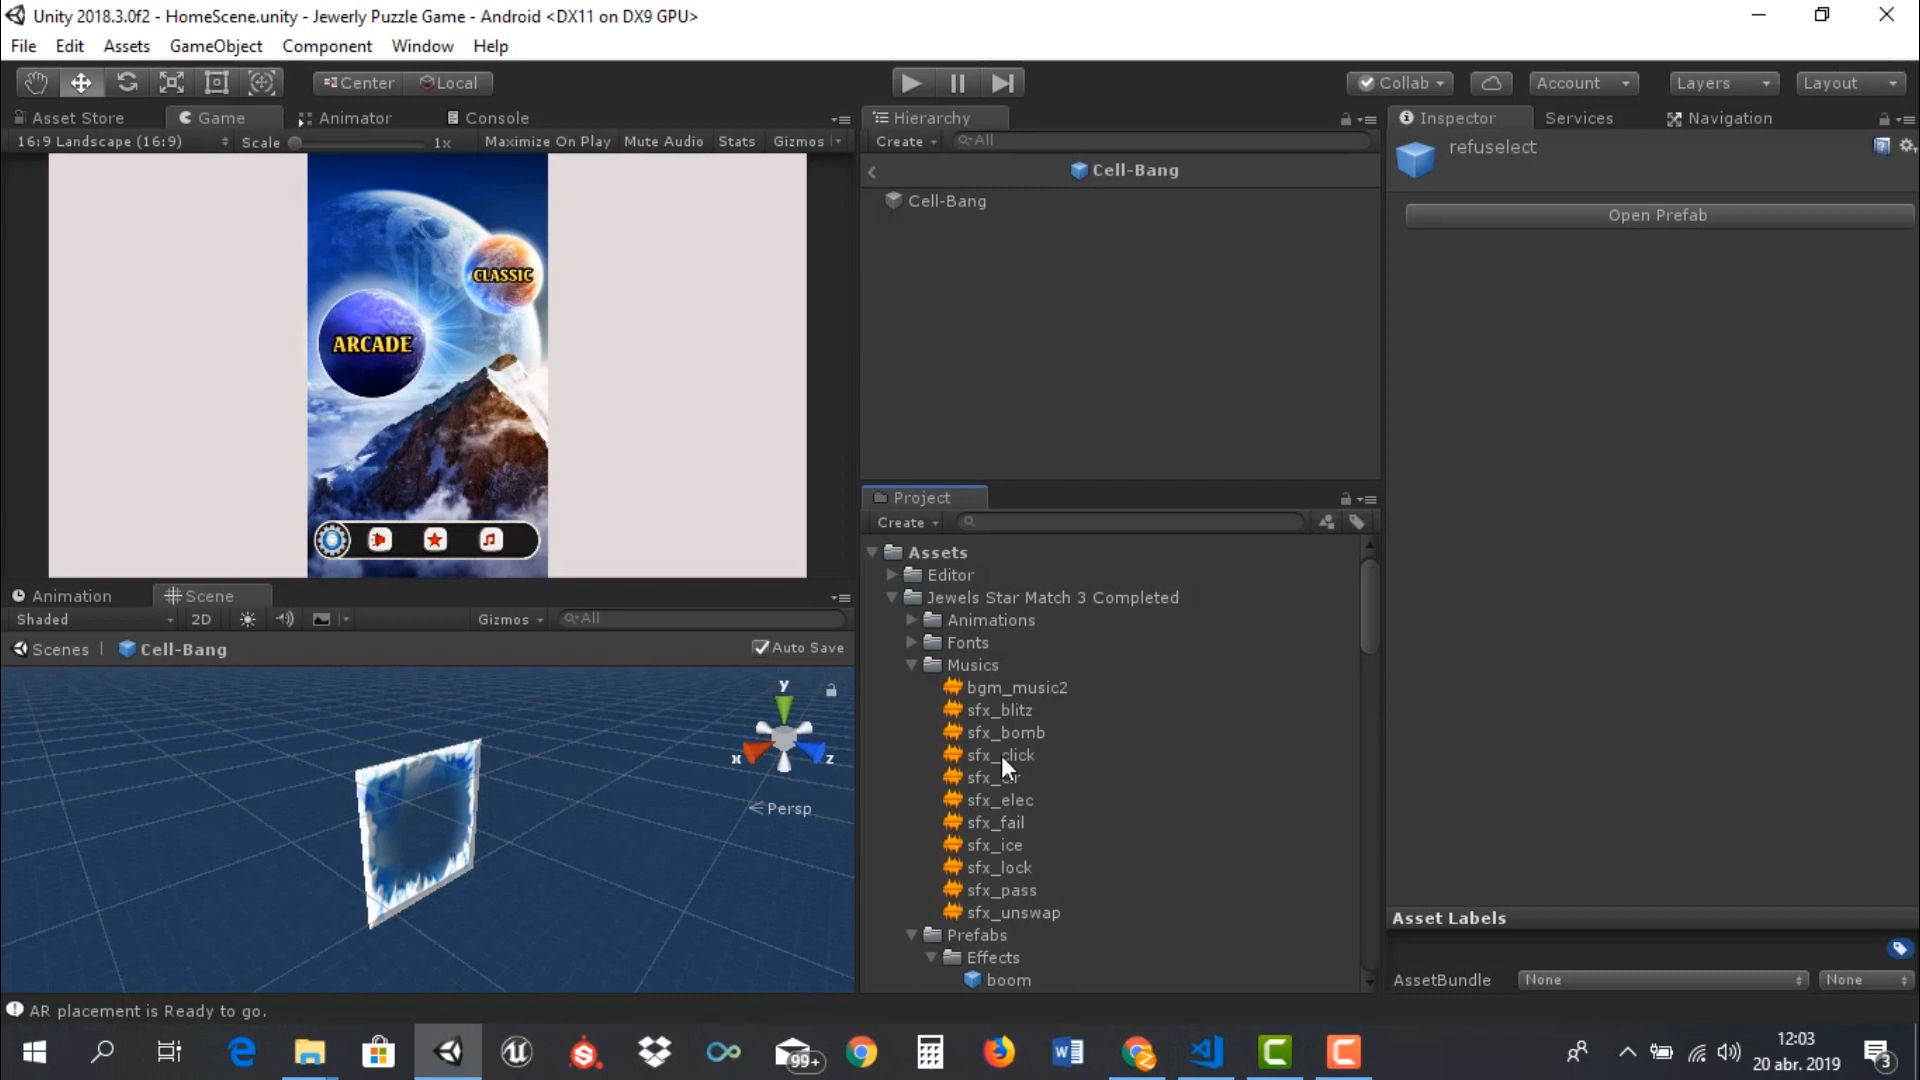 Unity 2018.3.0f2 - HomeScene.unity - Jewerly Puzzle Game - Android <DX11 on DX9 GPU>
File Edit Assets GameObject Component Window Help
Center Local Collab Account Layers Layout
Asset Store Game Animator Console
16:9 Landscape (16:9) Scale 1x Maximize On Play Mute Audio Stats Gizmos
CLASSIC
ARCADE
Hierarchy
Create All
Cell-Bang
Cell-Bang
Inspector Services Navigation
refuselect
Open Prefab
Project
Create
Assets
Editor
Jewels Star Match 3 Completed
Animations
Fonts
Musics
bgm_music2
sfx_blitz
sfx_bomb
sfx_click
sfx_elec
sfx_fail
sfx_ice
sfx_lock
sfx_pass
sfx_unswap
Prefabs
Effects
boom
Animation Scene
Shaded 2D Gizmos All
Scenes Cell-Bang Auto Save
y
x z
Persp
Asset Labels
AssetBundle None None
AR placement is Ready to go.
99+
12:03
20 abr. 2019
3